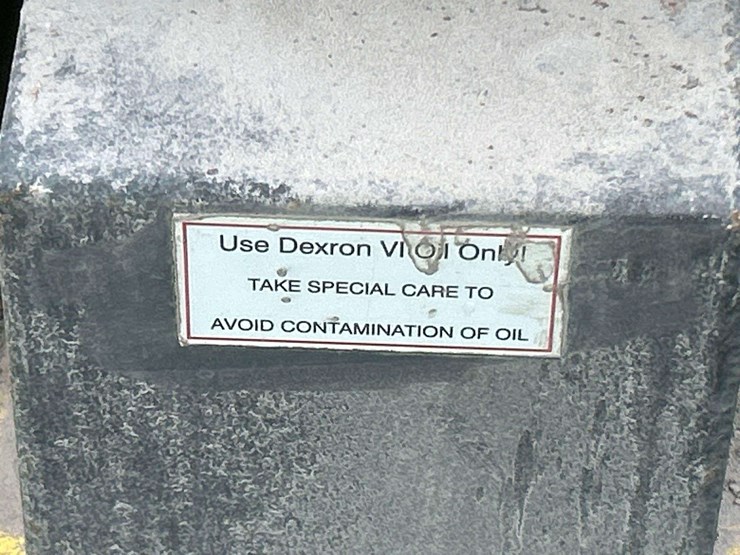 Use Dexron VI Oil Only!
TAKE SPECIAL CARE TO
AVOID CONTAMINATION OF OIL